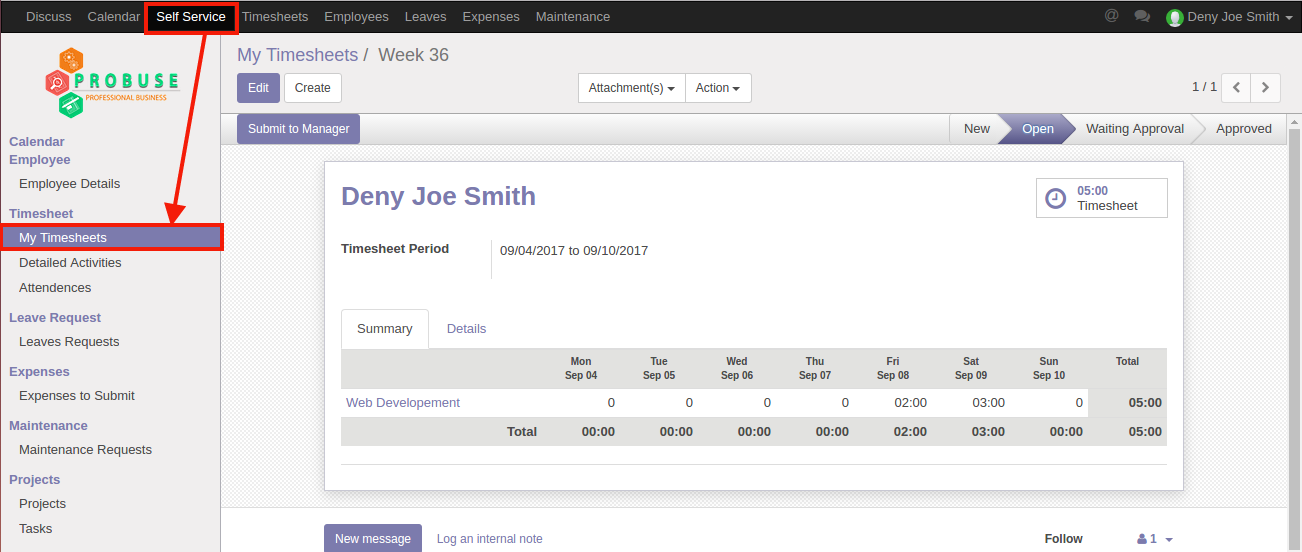 Discuss Calendar Self Service Timesheets Employees Leaves Expenses Maintenance @ Deny Joe Smith
PROBUSE
PROFESSIONAL BUSINESS
Calendar
Employee
Employee Details
Timesheet
My Timesheets
Detailed Activities
Attendences
Leave Request
Leaves Requests
Expenses
Expenses to Submit
Maintenance
Maintenance Requests
Projects
Projects
Tasks
My Timesheets / Week 36
Edit Create Attachment(s) Action 1 / 1
Submit to Manager New Open Waiting Approval Approved
Deny Joe Smith
05:00
Timesheet
Timesheet Period 09/04/2017 to 09/10/2017
Summary Details
Mon Tue Wed Thu Fri Sat Sun Total
Sep 04 Sep 05 Sep 06 Sep 07 Sep 08 Sep 09 Sep 10
Web Developement 0 0 0 0 02:00 03:00 0 05:00
Total 00:00 00:00 00:00 00:00 02:00 03:00 00:00 05:00
New message Log an internal note Follow 1